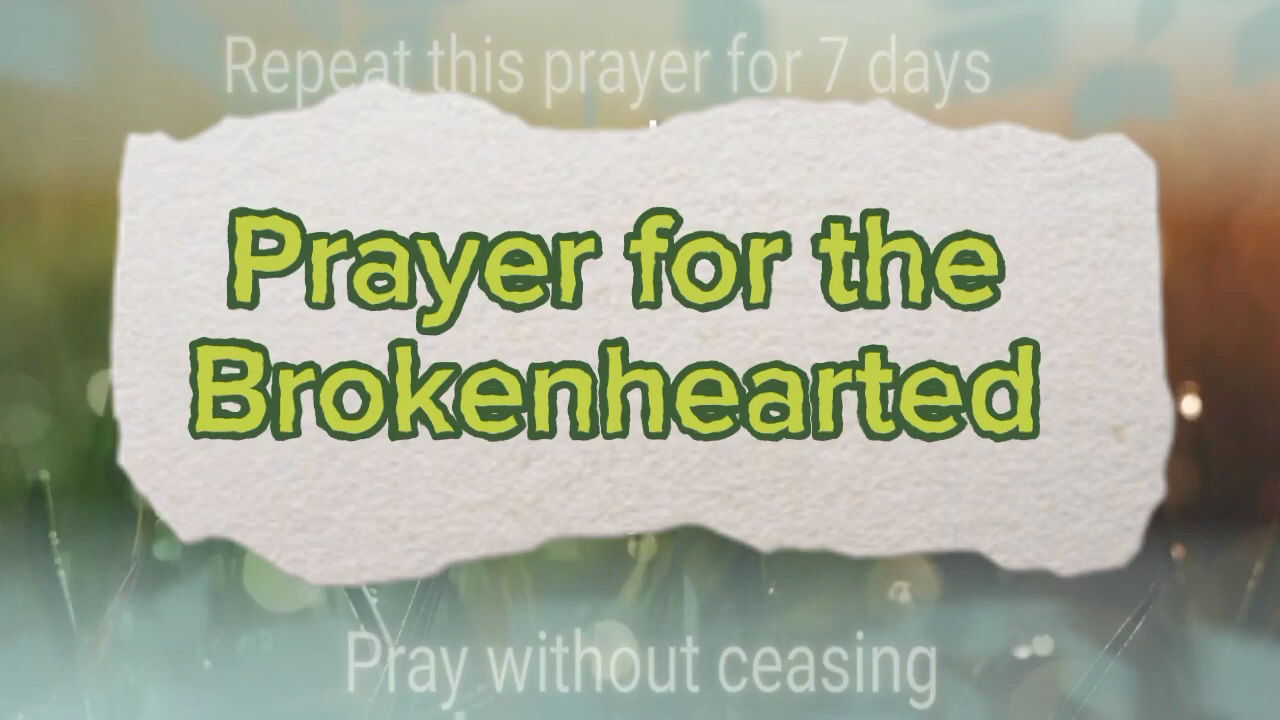 Repeat this prayer for 7 days
Prayer for the
Brokenhearted
Pray without ceasing